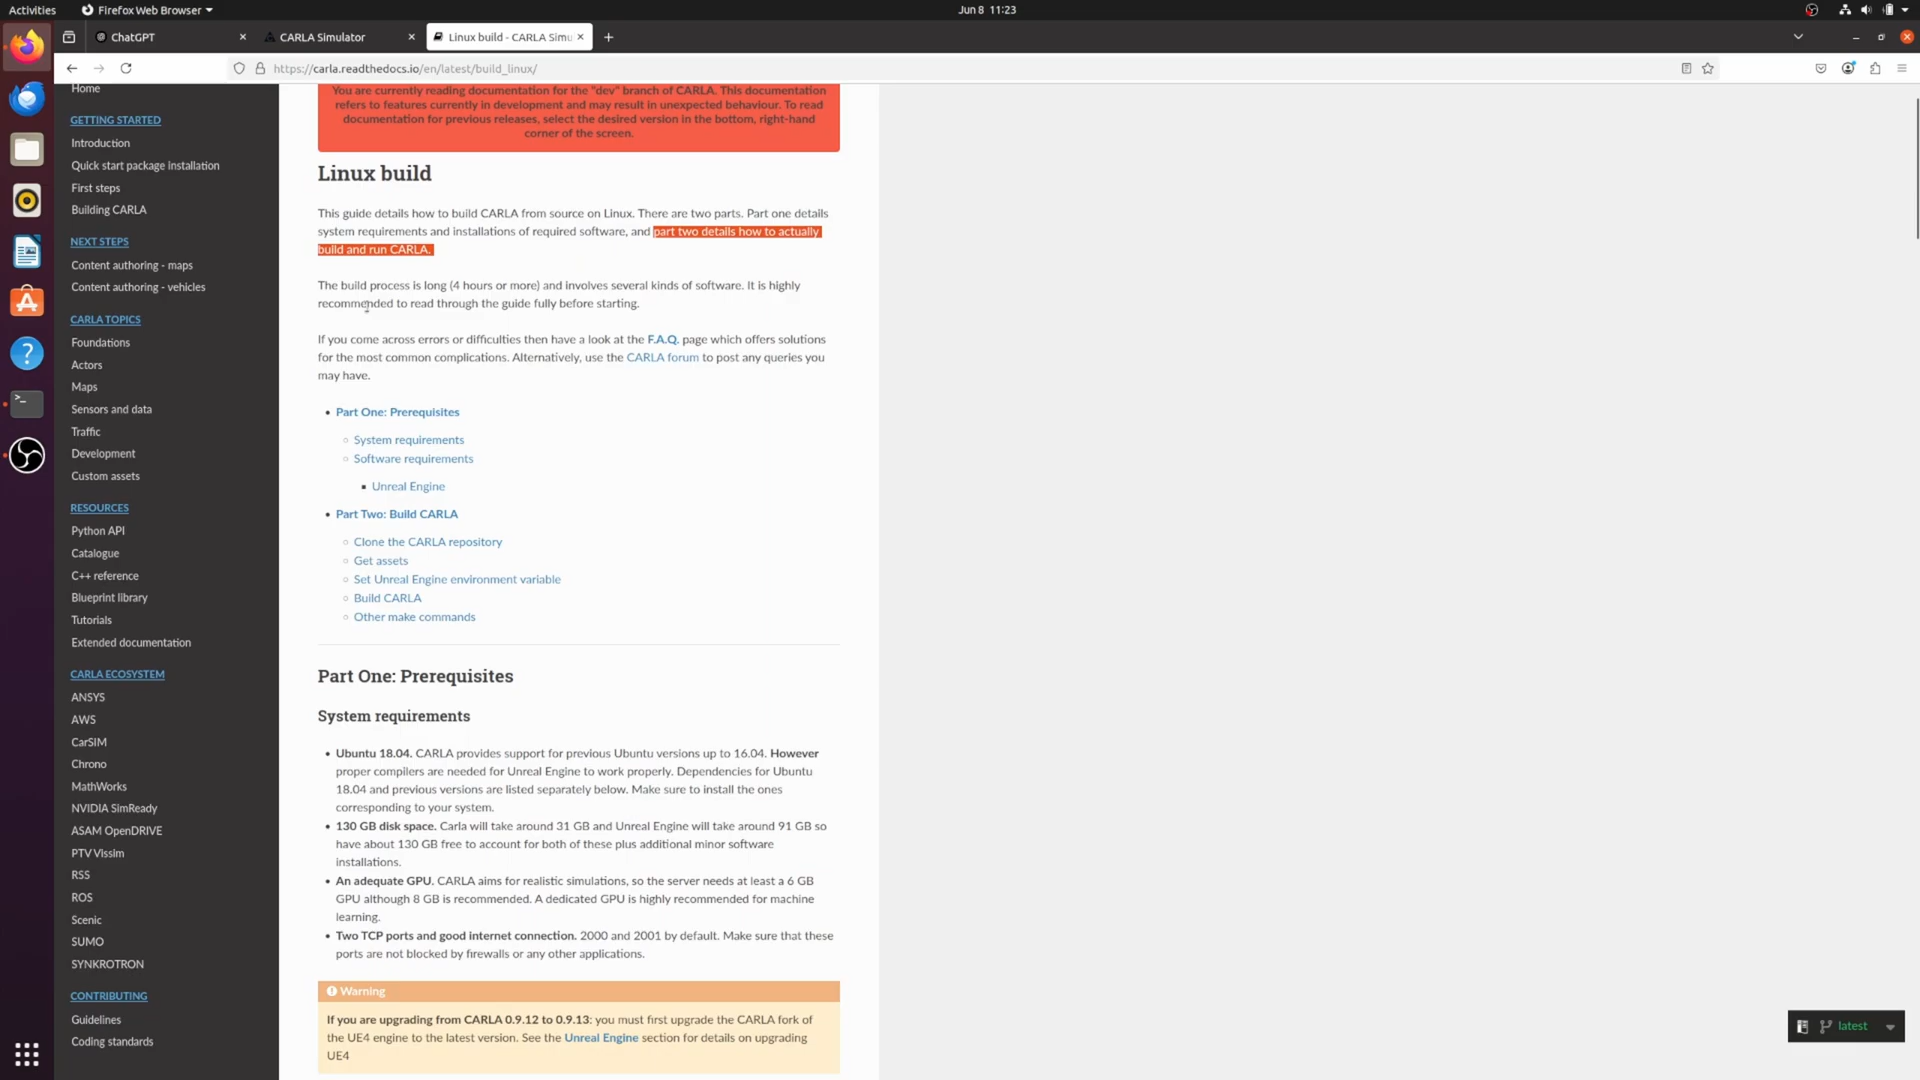 Activities
Firefox Web Browser
Jun 8 11:23
ChatGPT
CARLA Simulator
Linux build - CARLA Simu
https://carla.readthedocs.io/en/latest/build_linux/
Home
GETTING STARTED
Introduction
Quick start package installation
First steps
Building CARLA
NEXT STEPS
Content authoring - maps
Content authoring - vehicles
CARLA TOPICS
Foundations
Actors
Maps
Sensors and data
Traffic
Development
Custom assets
RESOURCES
Python API
Catalogue
C++ reference
Blueprint library
Tutorials
Extended documentation
CARLA ECOSYSTEM
ANSYS
AWS
CarSIM
Chrono
MathWorks
NVIDIA SimReady
ASAM OpenDRIVE
PTV Vissim
RSS
ROS
Scenic
SUMO
SYNKROTRON
CONTRIBUTING
Guidelines
Coding standards
You are currently reading documentation for the "dev" branch of CARLA. This documentation
refers to features currently in development and may result in unexpected behaviour. To read
documentation for previous releases, select the desired version in the bottom, right-hand
corner of the screen.
Linux build
This guide details how to build CARLA from source on Linux. There are two parts. Part one details
system requirements and installations of required software, and part two details how to actually
build and run CARLA.
The build process is long (4 hours or more) and involves several kinds of software. It is highly
recommended to read through the guide fully before starting.
If you come across errors or difficulties then have a look at the F.A.Q. page which offers solutions
for the most common complications. Alternatively, use the CARLA forum to post any queries you
may have.
• Part One: Prerequisites
◦ System requirements
◦ Software requirements
▪ Unreal Engine
• Part Two: Build CARLA
◦ Clone the CARLA repository
◦ Get assets
◦ Set Unreal Engine environment variable
◦ Build CARLA
◦ Other make commands
Part One: Prerequisites
System requirements
• Ubuntu 18.04. CARLA provides support for previous Ubuntu versions up to 16.04. However
proper compilers are needed for Unreal Engine to work properly. Dependencies for Ubuntu
18.04 and previous versions are listed separately below. Make sure to install the ones
corresponding to your system.
• 130 GB disk space. Carla will take around 31 GB and Unreal Engine will take around 91 GB so
have about 130 GB free to account for both of these plus additional minor software
installations.
• An adequate GPU. CARLA aims for realistic simulations, so the server needs at least a 6 GB
GPU although 8 GB is recommended. A dedicated GPU is highly recommended for machine
learning.
• Two TCP ports and good internet connection. 2000 and 2001 by default. Make sure that these
ports are not blocked by firewalls or any other applications.
Warning
If you are upgrading from CARLA 0.9.12 to 0.9.13: you must first upgrade the CARLA fork of
the UE4 engine to the latest version. See the Unreal Engine section for details on upgrading
UE4
latest